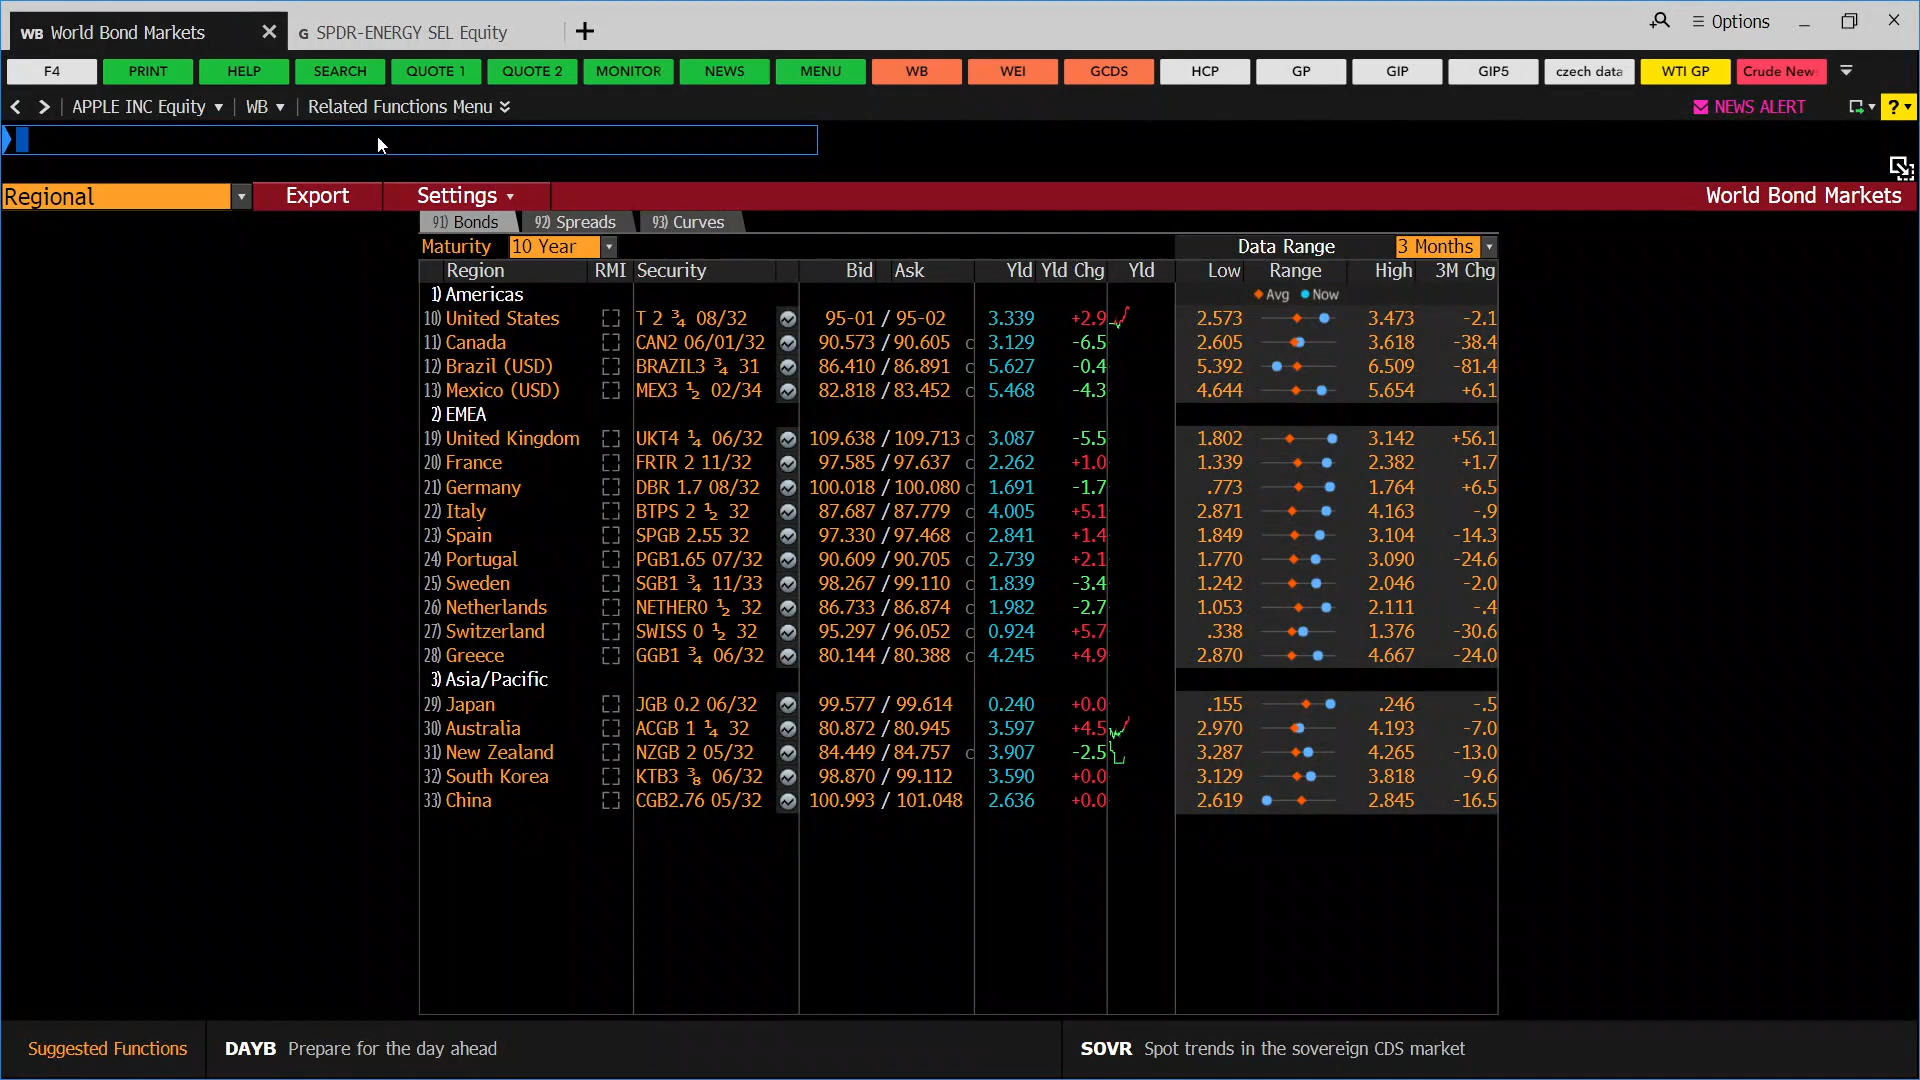 WB World Bond Markets ✕ G SPDR-ENERGY SEL Equity + Options
F4 PRINT HELP SEARCH QUOTE 1 QUOTE 2 MONITOR NEWS MENU WB WEI GCDS HCP GP GIP GIP5 czech data WTI GP Crude New
APPLE INC Equity WB Related Functions Menu NEWS ALERT ?
Regional Export Settings World Bond Markets
91) Bonds 92) Spreads 93) Curves
Maturity 10 Year Data Range 3 Months
Region RMI Security Bid Ask Yld Yld Chg Yld Low Range High 3M Chg
1) Americas Avg Now
10) United States T 2 ¾ 08/32 95-01 / 95-02 3.339 +2.9 2.573 3.473 -2.1
11) Canada CAN2 06/01/32 90.573 / 90.605 c 3.129 -6.5 2.605 3.618 -38.4
12) Brazil (USD) BRAZIL3 ¾ 31 86.410 / 86.891 c 5.627 -0.4 5.392 6.509 -81.4
13) Mexico (USD) MEX3 ½ 02/34 82.818 / 83.452 c 5.468 -4.3 4.644 5.654 +6.1
2) EMEA
19) United Kingdom UKT4 ¼ 06/32 109.638 / 109.713 c 3.087 -5.5 1.802 3.142 +56.1
20) France FRTR 2 11/32 97.585 / 97.637 c 2.262 +1.0 1.339 2.382 +1.7
21) Germany DBR 1.7 08/32 100.018 / 100.080 c 1.691 -1.7 .773 1.764 +6.5
22) Italy BTPS 2 ½ 32 87.687 / 87.779 c 4.005 +5.1 2.871 4.163 -.9
23) Spain SPGB 2.55 32 97.330 / 97.468 c 2.841 +1.4 1.849 3.104 -14.3
24) Portugal PGB1.65 07/32 90.609 / 90.705 c 2.739 +2.1 1.770 3.090 -24.6
25) Sweden SGB1 ¾ 11/33 98.267 / 99.110 c 1.839 -3.4 1.242 2.046 -2.0
26) Netherlands NETHER0 ½ 32 86.733 / 86.874 c 1.982 -2.7 1.053 2.111 -.4
27) Switzerland SWISS 0 ½ 32 95.297 / 96.052 c 0.924 +5.7 .338 1.376 -30.6
28) Greece GGB1 ¾ 06/32 80.144 / 80.388 c 4.245 +4.9 2.870 4.667 -24.0
3) Asia/Pacific
29) Japan JGB 0.2 06/32 99.577 / 99.614 0.240 +0.0 .155 .246 -.5
30) Australia ACGB 1 ¼ 32 80.872 / 80.945 3.597 +4.5 2.970 4.193 -7.0
31) New Zealand NZGB 2 05/32 84.449 / 84.757 c 3.907 -2.5 3.287 4.265 -13.0
32) South Korea KTB3 ⅜ 06/32 98.870 / 99.112 3.590 +0.0 3.129 3.818 -9.6
33) China CGB2.76 05/32 100.993 / 101.048 2.636 +0.0 2.619 2.845 -16.5
Suggested Functions DAYB Prepare for the day ahead SOVR Spot trends in the sovereign CDS market